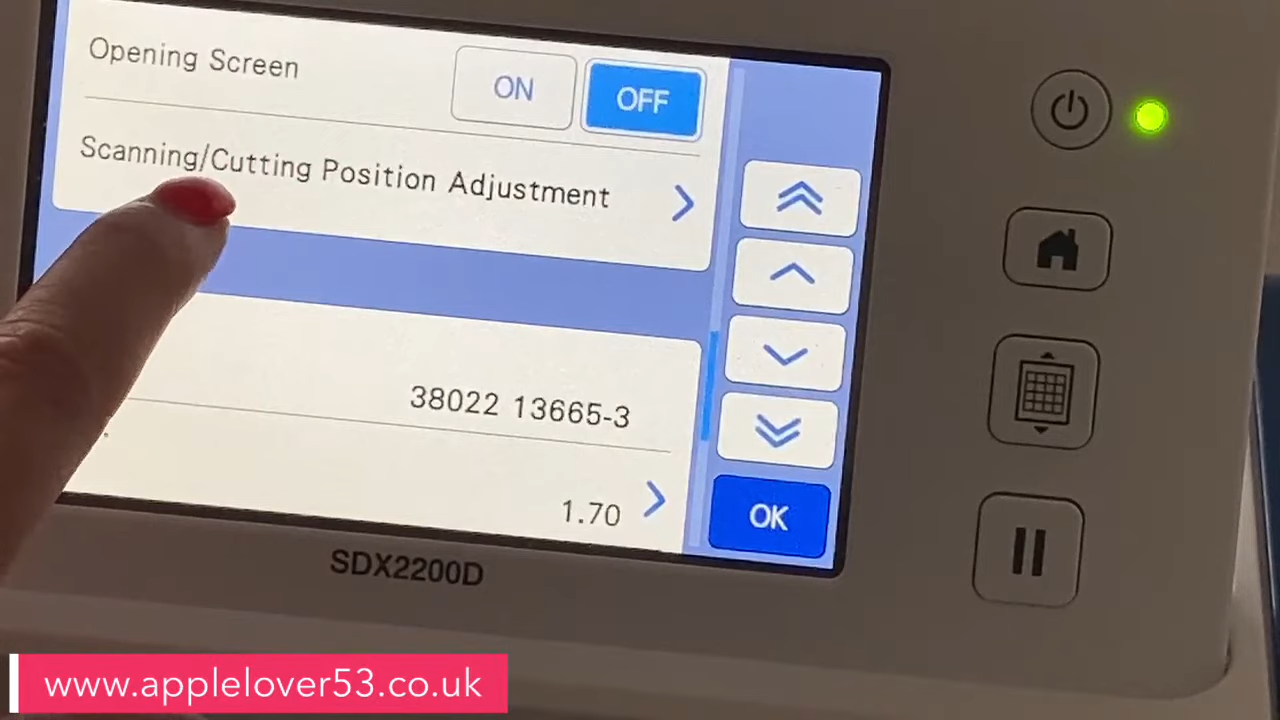 Opening Screen
ON
OFF
Scanning/Cutting Position Adjustment
38022 13665-3
1.70
OK
SDX2200D
www.applelover53.co.uk